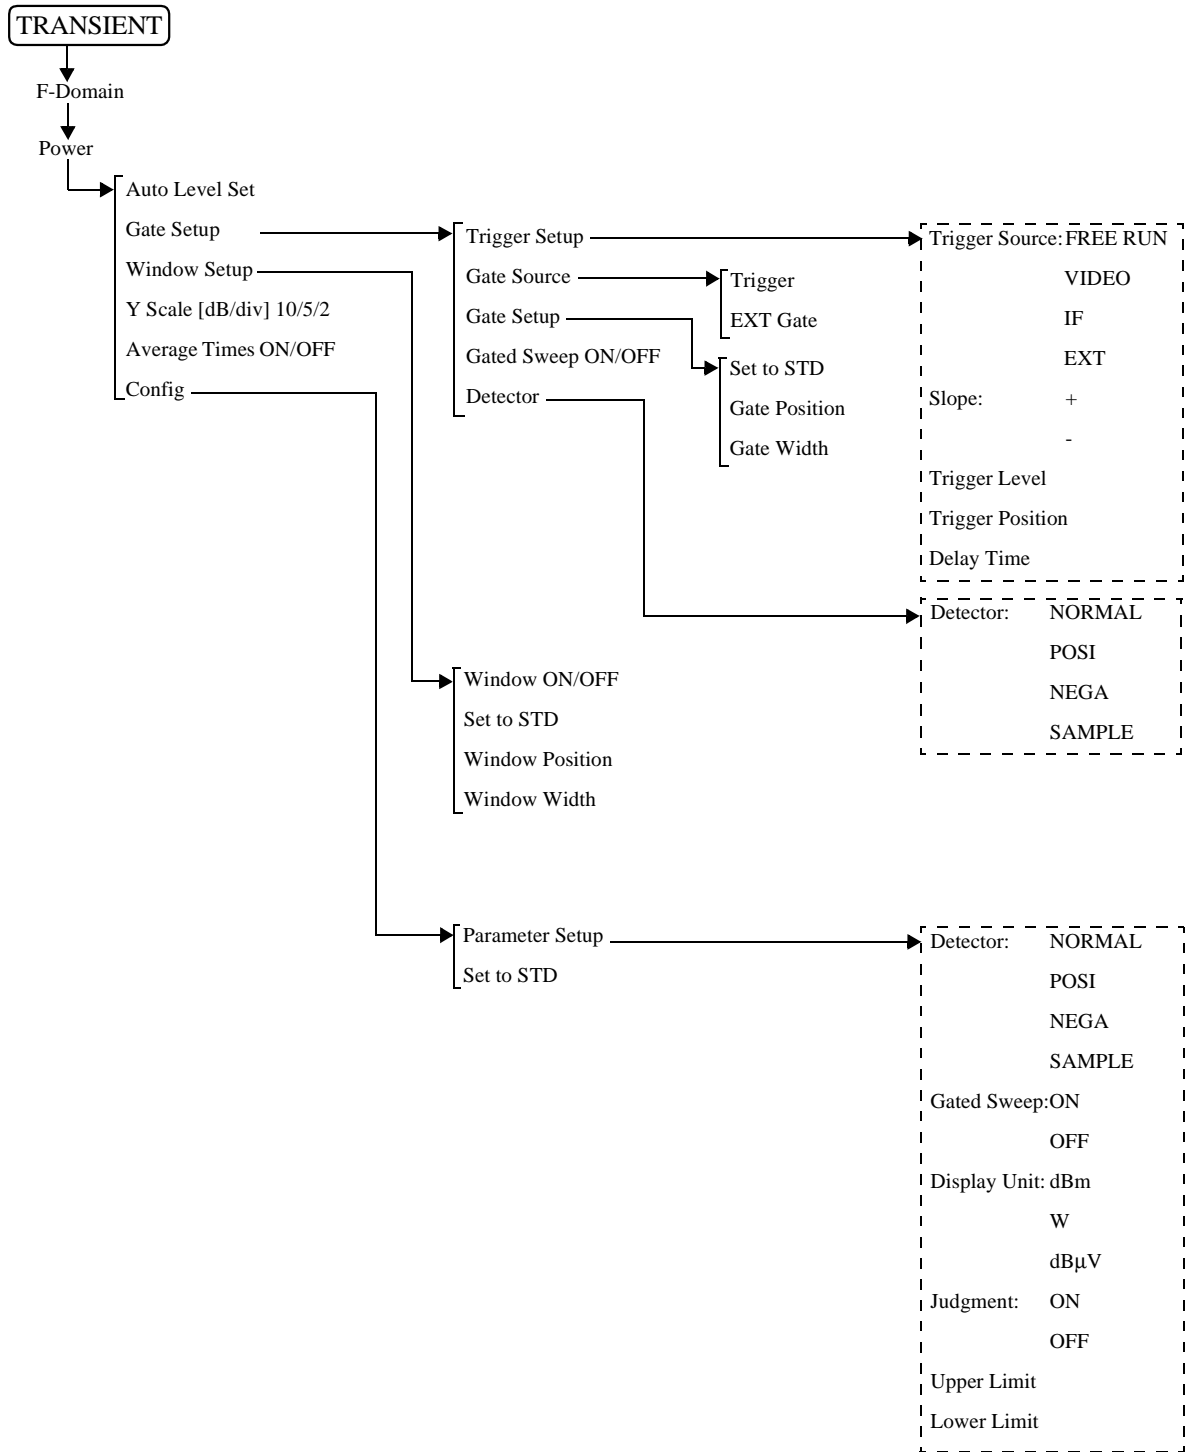 TRANSIENT
F-Domain
Power
Auto Level Set
Gate Setup
Window Setup
Y Scale [dB/div] 10/5/2
Average Times ON/OFF
Config
Trigger Setup
Gate Source
Gate Setup
Gated Sweep ON/OFF
Detector
Trigger
EXT Gate
Set to STD
Gate Position
Gate Width
Trigger Source: FREE RUN
VIDEO
IF
EXT
Slope: +
-
Trigger Level
Trigger Position
Delay Time
Detector: NORMAL
POSI
NEGA
SAMPLE
Window ON/OFF
Set to STD
Window Position
Window Width
Parameter Setup
Set to STD
Detector: NORMAL
POSI
NEGA
SAMPLE
Gated Sweep: ON
OFF
Display Unit: dBm
W
dBμV
Judgment: ON
OFF
Upper Limit
Lower Limit